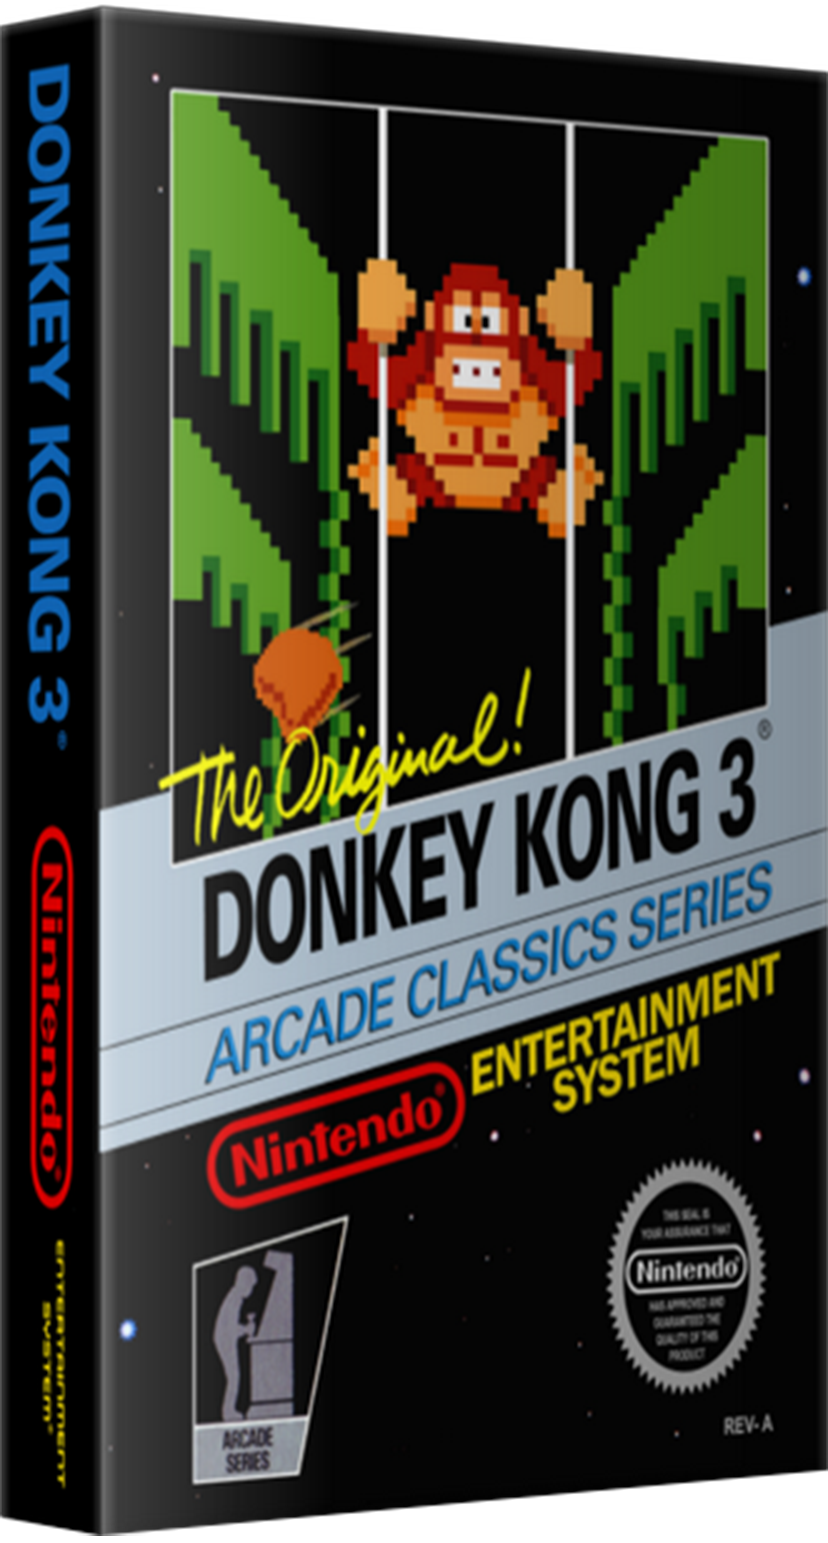 DONKEY KONG 3®
Nintendo®
ENTERTAINMENT
SYSTEM™
The Original!
DONKEY KONG 3®
ARCADE CLASSICS SERIES
Nintendo®
ENTERTAINMENT
SYSTEM
ARCADE
SERIES
THIS SEAL IS
YOUR ASSURANCE THAT
Nintendo®
HAS APPROVED AND
GUARANTEED THE
QUALITY OF THIS
PRODUCT
REV-A